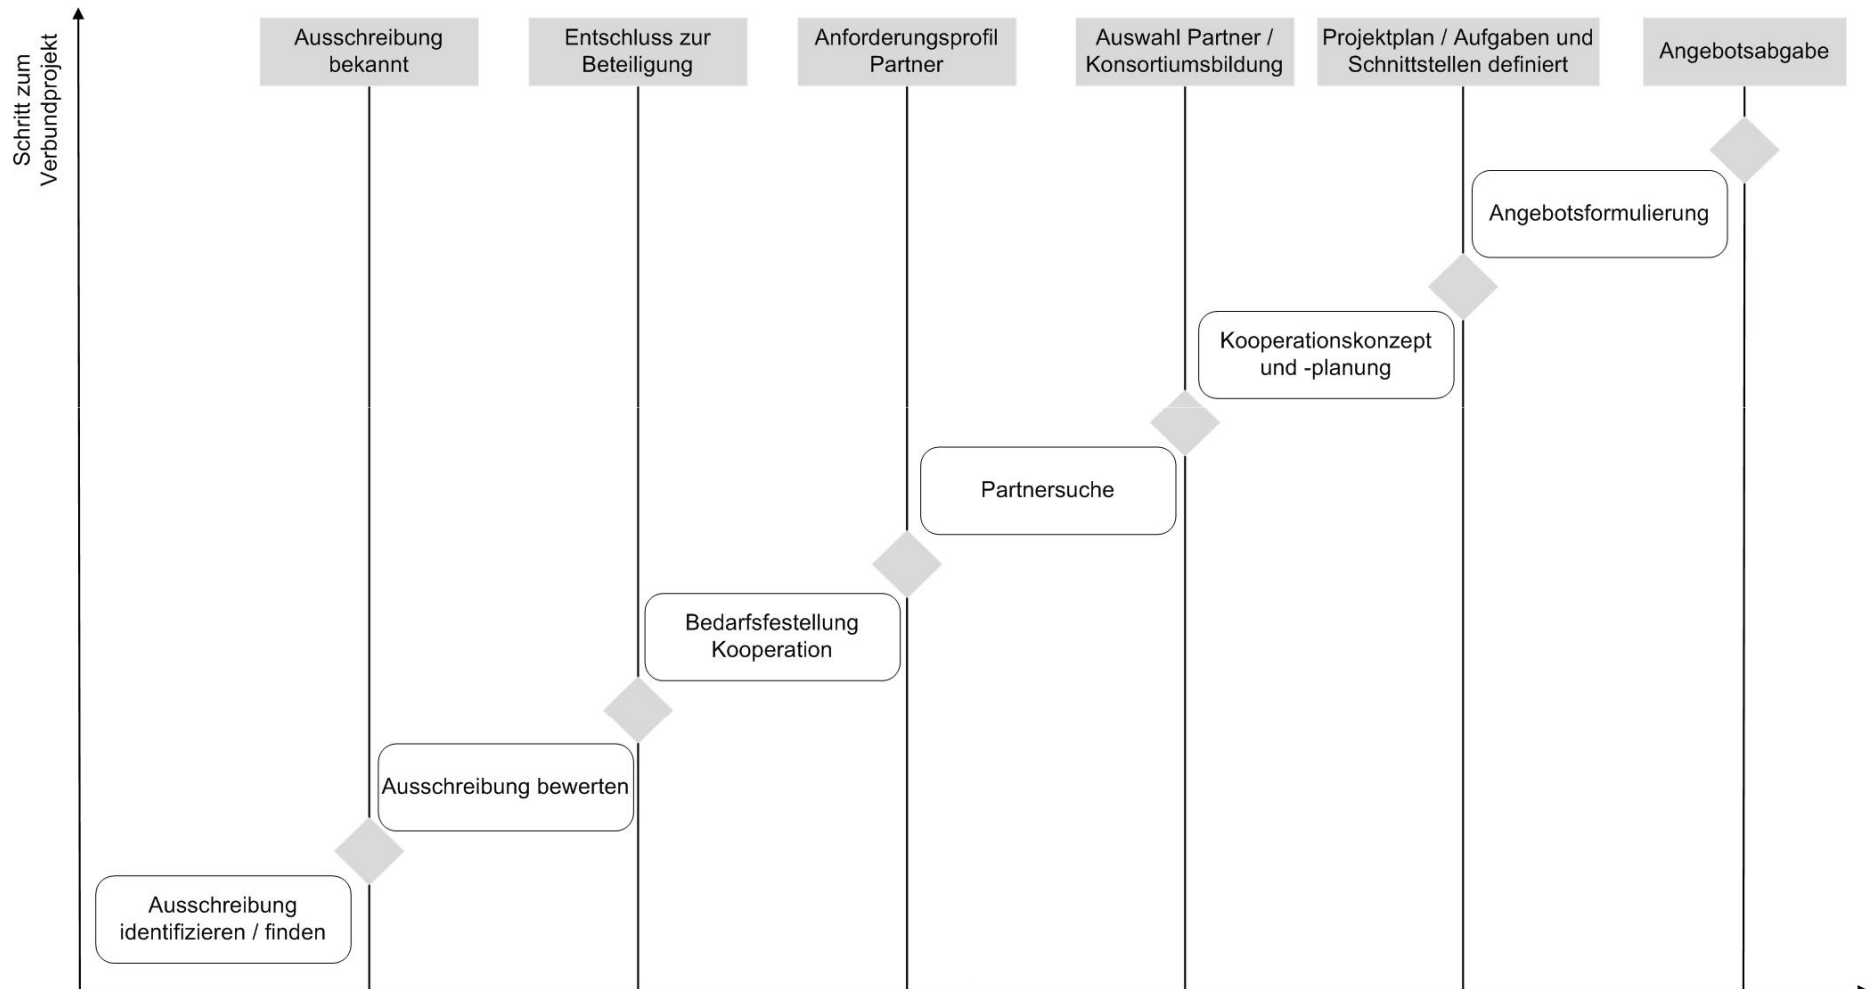 Schritt zum
Verbundprojekt
Ausschreibung
bekannt
Entschluss zur
Beteiligung
Anforderungsprofil
Partner
Auswahl Partner /
Konsortiumsbildung
Projektplan / Aufgaben und
Schnittstellen definiert
Angebotsabgabe
Angebotsformulierung
Kooperationskonzept
und -planung
Partnersuche
Bedarfsfestellung
Kooperation
Ausschreibung bewerten
Ausschreibung
identifizieren / finden